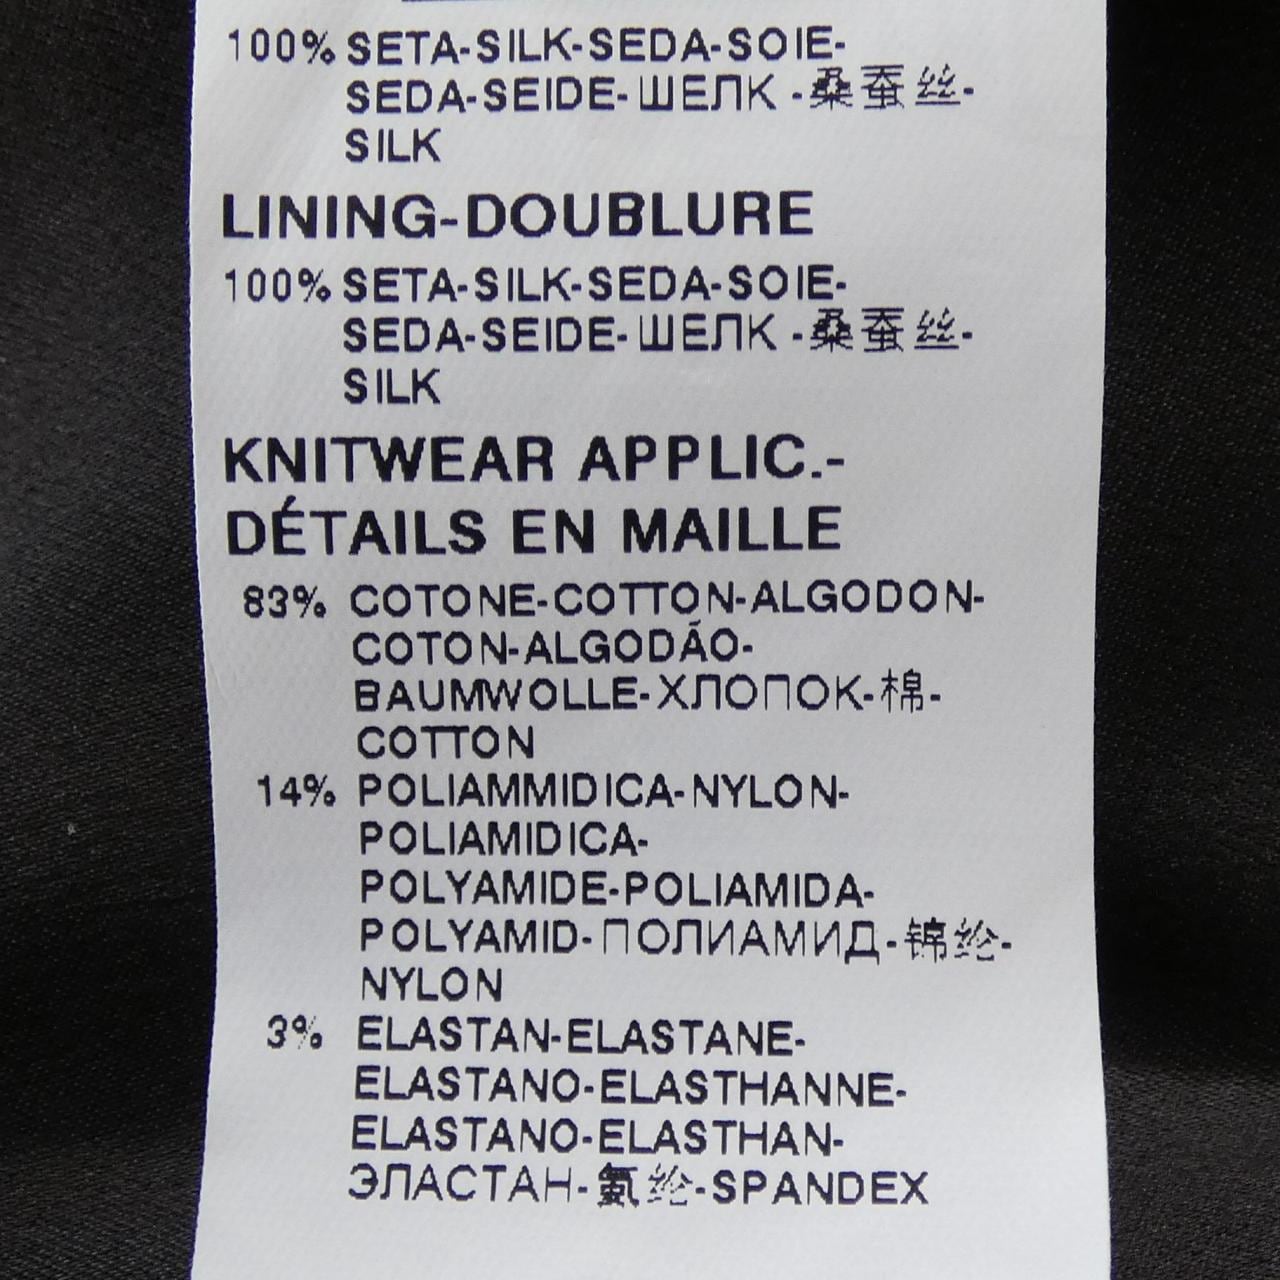 100% SETA-SILK-SEDA-SOIE-
SEDA-SEIDE-ШЕЛК-桑蚕丝-
SILK
LINING-DOUBLURE
100% SETA-SILK-SEDA-SOIE-
SEDA-SEIDE-ШЕЛК-桑蚕丝-
SILK
KNITWEAR APPLIC.-
DÉTAILS EN MAILLE
83% COTONE-COTTON-ALGODON-
COTON-ALGODÃO-
BAUMWOLLE-ХЛОПОК-棉-
COTTON
14% POLIAMMIDICA-NYLON-
POLIAMIDICA-
POLYAMIDE-POLIAMIDA-
POLYAMID-ПОЛИАМИД-锦纶-
NYLON
3% ELASTAN-ELASTANE-
ELASTANO-ELASTHANNE-
ELASTANO-ELASTHAN-
ЭЛАСТАН-氨纶-SPANDEX